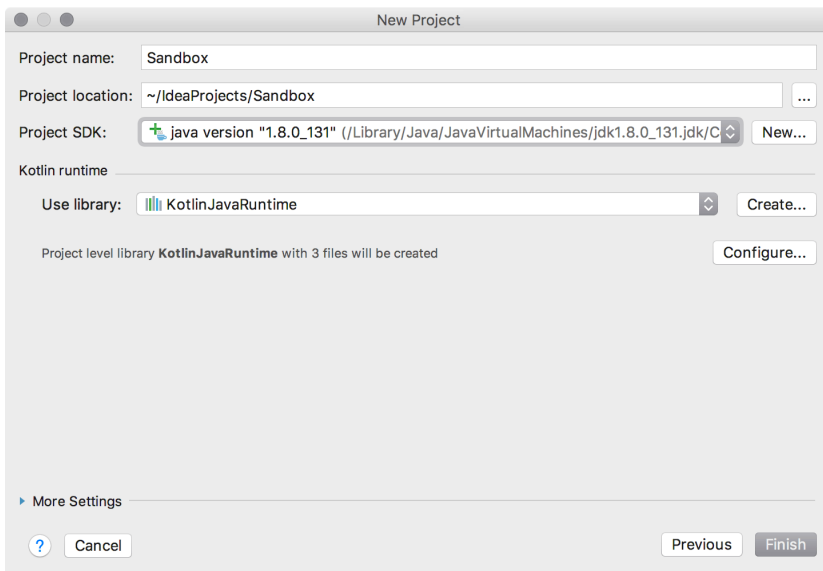 New Project
Project name: Sandbox
Project location: ~/IdeaProjects/Sandbox ...
Project SDK: java version "1.8.0_131" (/Library/Java/JavaVirtualMachines/jdk1.8.0_131.jdk/C New...
Kotlin runtime
Use library: KotlinJavaRuntime Create...
Project level library KotlinJavaRuntime with 3 files will be created Configure...
More Settings
? Cancel Previous Finish